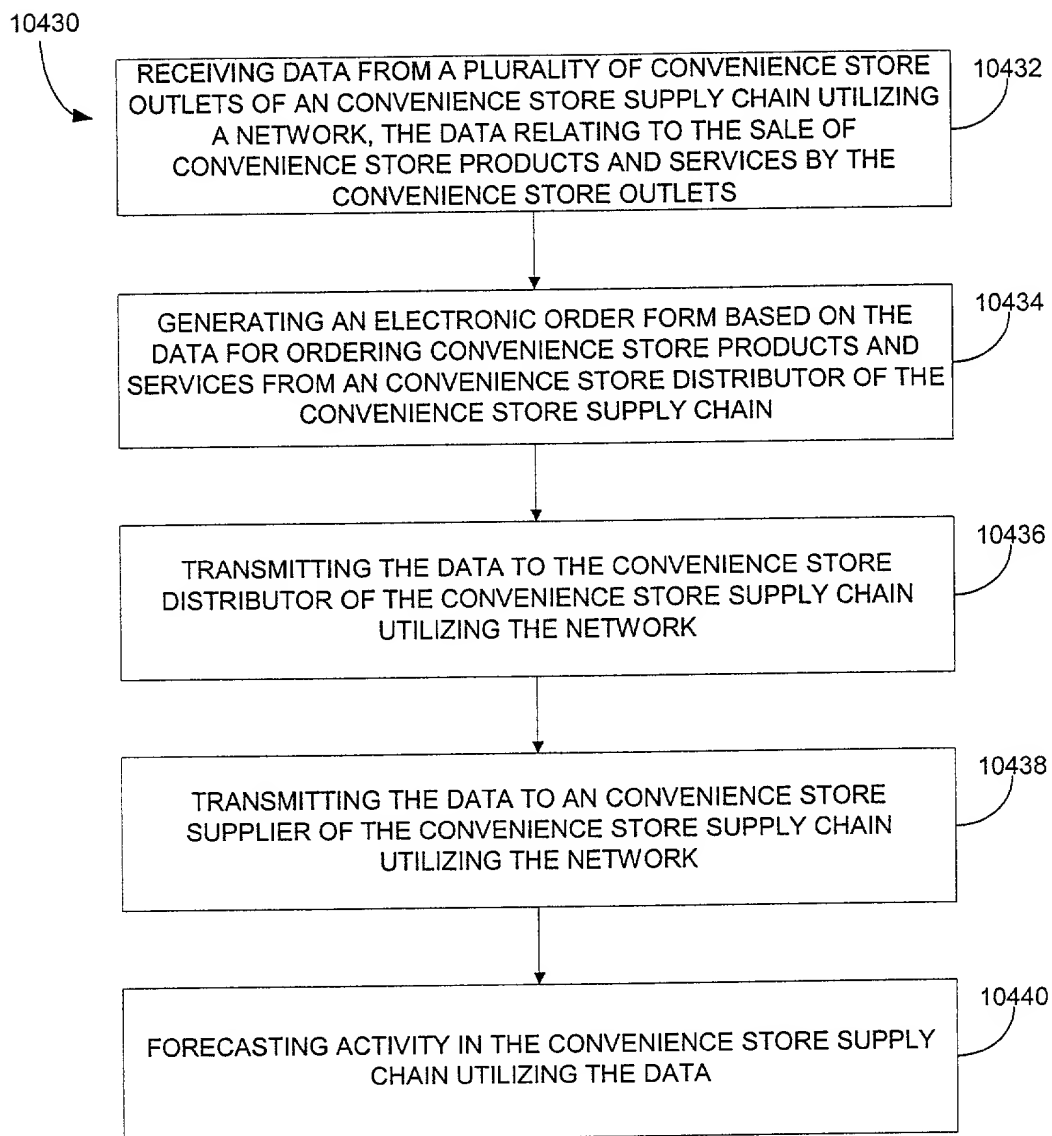 10430
RECEIVING DATA FROM A PLURALITY OF CONVENIENCE STORE
OUTLETS OF AN CONVENIENCE STORE SUPPLY CHAIN UTILIZING
A NETWORK, THE DATA RELATING TO THE SALE OF
CONVENIENCE STORE PRODUCTS AND SERVICES BY THE
CONVENIENCE STORE OUTLETS
10432
GENERATING AN ELECTRONIC ORDER FORM BASED ON THE
DATA FOR ORDERING CONVENIENCE STORE PRODUCTS AND
SERVICES FROM AN CONVENIENCE STORE DISTRIBUTOR OF THE
CONVENIENCE STORE SUPPLY CHAIN
10434
TRANSMITTING THE DATA TO THE CONVENIENCE STORE
DISTRIBUTOR OF THE CONVENIENCE STORE SUPPLY CHAIN
UTILIZING THE NETWORK
10436
TRANSMITTING THE DATA TO AN CONVENIENCE STORE
SUPPLIER OF THE CONVENIENCE STORE SUPPLY CHAIN
UTILIZING THE NETWORK
10438
FORECASTING ACTIVITY IN THE CONVENIENCE STORE SUPPLY
CHAIN UTILIZING THE DATA
10440